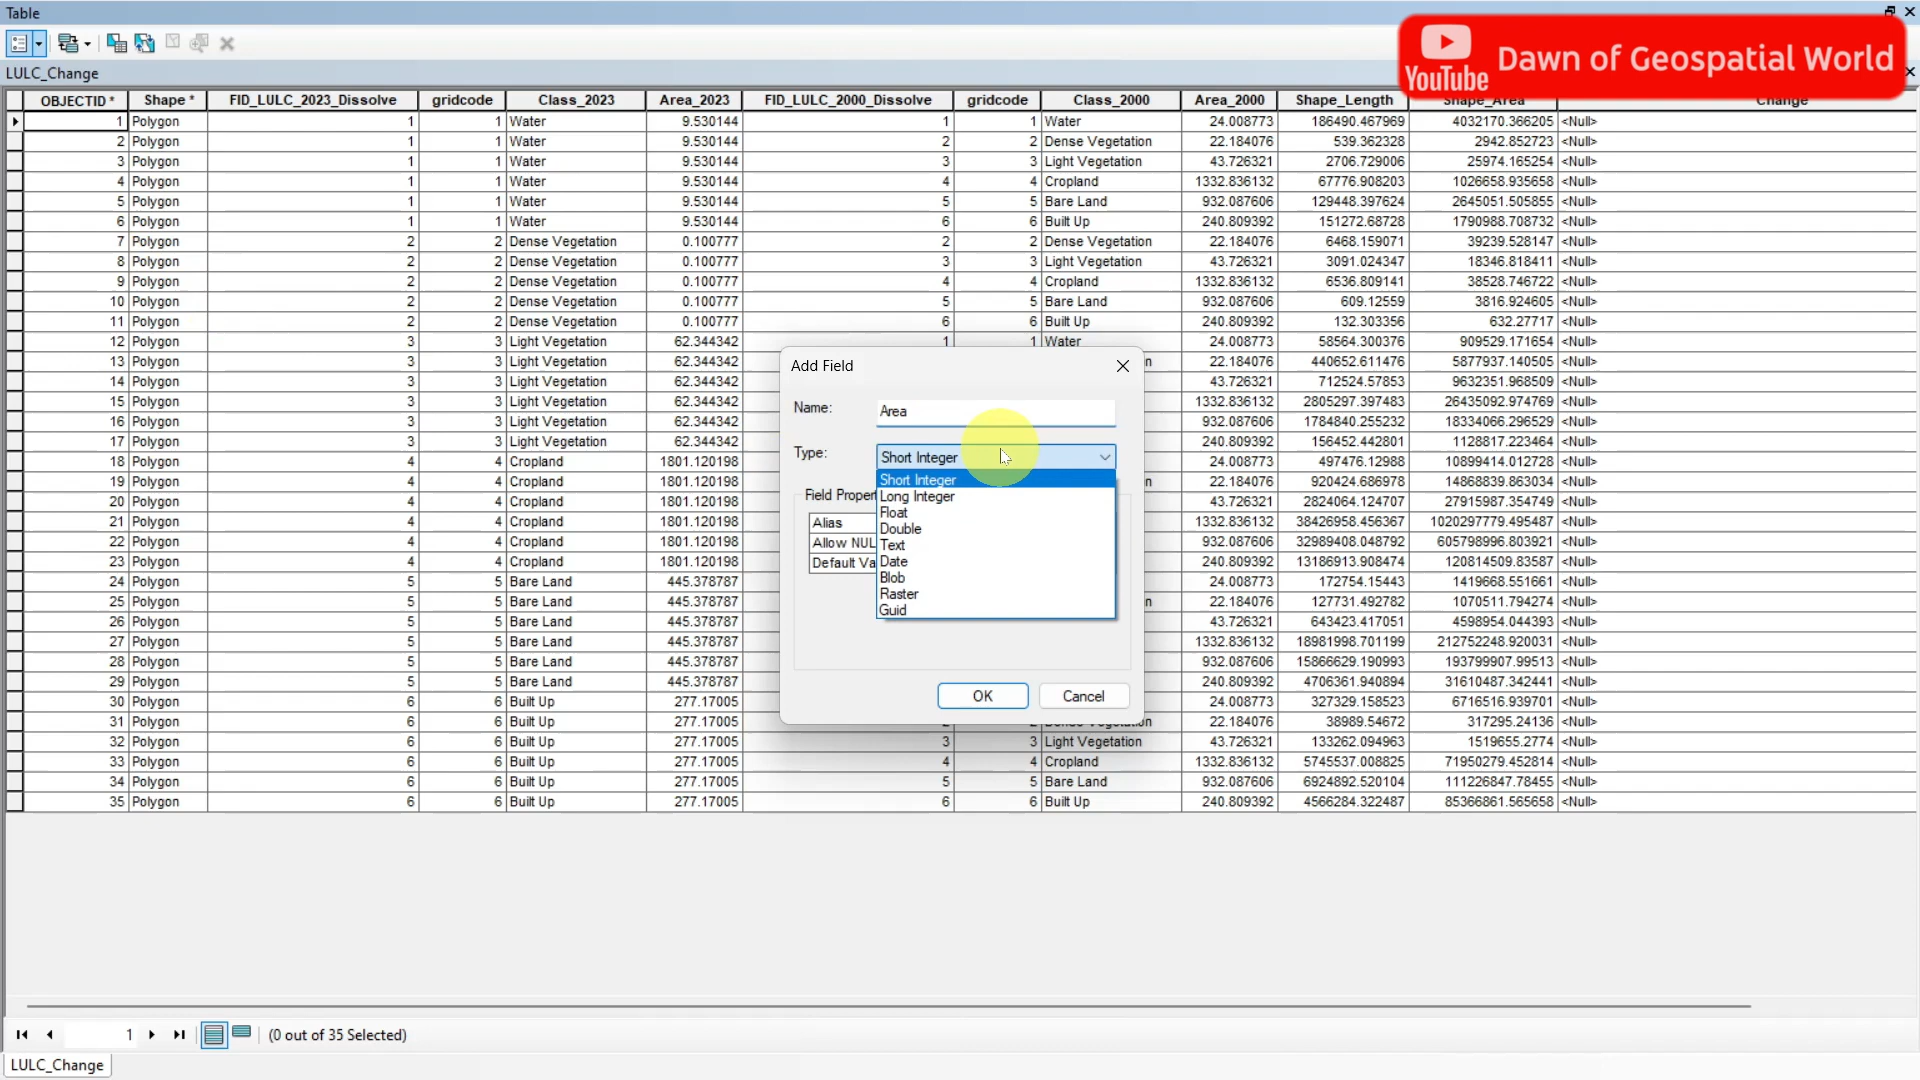 Table
YouTube Dawn of Geospatial World
LULC_Change
OBJECTID * Shape * FID_LULC_2023_Dissolve gridcode Class_2023 Area_2023 FID_LULC_2000_Dissolve gridcode Class_2000 Area_2000 Shape_Length Shape_Area Change
1 Polygon 1 1 Water 9.530144 1 1 Water 24.008773 186490.467969 4032170.366205 <Null>
2 Polygon 1 1 Water 9.530144 2 2 Dense Vegetation 22.184076 539.362328 2942.852723 <Null>
3 Polygon 1 1 Water 9.530144 3 3 Light Vegetation 43.726321 2706.729006 25974.165254 <Null>
4 Polygon 1 1 Water 9.530144 4 4 Cropland 1332.836132 67776.908203 1026658.935658 <Null>
5 Polygon 1 1 Water 9.530144 5 5 Bare Land 932.087606 129448.397624 2645051.505855 <Null>
6 Polygon 1 1 Water 9.530144 6 6 Built Up 240.809392 151272.68728 1790988.708732 <Null>
7 Polygon 2 2 Dense Vegetation 0.100777 2 2 Dense Vegetation 22.184076 6468.159071 39239.528147 <Null>
8 Polygon 2 2 Dense Vegetation 0.100777 3 3 Light Vegetation 43.726321 3091.024347 18346.818411 <Null>
9 Polygon 2 2 Dense Vegetation 0.100777 4 4 Cropland 1332.836132 6536.809141 38528.746722 <Null>
10 Polygon 2 2 Dense Vegetation 0.100777 5 5 Bare Land 932.087606 609.12559 3816.924605 <Null>
11 Polygon 2 2 Dense Vegetation 0.100777 6 6 Built Up 240.809392 132.303356 632.27717 <Null>
12 Polygon 3 3 Light Vegetation 62.344342 1 1 Water 24.008773 58564.300376 909529.171654 <Null>
13 Polygon 3 3 Light Vegetation 62.344342 n 22.184076 440652.611476 5877937.140505 <Null>
14 Polygon 3 3 Light Vegetation 62.344342 43.726321 712524.57853 9632351.968509 <Null>
15 Polygon 3 3 Light Vegetation 62.344342 1332.836132 2805297.397483 26435092.974769 <Null>
16 Polygon 3 3 Light Vegetation 62.344342 932.087606 1784840.255232 18334066.296529 <Null>
17 Polygon 3 3 Light Vegetation 62.344342 240.809392 156452.442801 1128817.223464 <Null>
18 Polygon 4 4 Cropland 1801.120198 24.008773 497476.12988 10899414.012728 <Null>
19 Polygon 4 4 Cropland 1801.120198 n 22.184076 920424.686978 14868839.863034 <Null>
20 Polygon 4 4 Cropland 1801.120198 43.726321 2824064.124707 27915987.354749 <Null>
21 Polygon 4 4 Cropland 1801.120198 1332.836132 38426958.456367 1020297779.495487 <Null>
22 Polygon 4 4 Cropland 1801.120198 932.087606 32989408.048792 605798996.803921 <Null>
23 Polygon 4 4 Cropland 1801.120198 240.809392 13186913.908474 120814509.83587 <Null>
24 Polygon 5 5 Bare Land 445.378787 24.008773 172754.15443 1419668.551661 <Null>
25 Polygon 5 5 Bare Land 445.378787 n 22.184076 127731.492782 1070511.794274 <Null>
26 Polygon 5 5 Bare Land 445.378787 43.726321 643423.417051 4598954.044393 <Null>
27 Polygon 5 5 Bare Land 445.378787 1332.836132 18981998.701199 212752248.920031 <Null>
28 Polygon 5 5 Bare Land 445.378787 932.087606 15866629.190993 193799907.99513 <Null>
29 Polygon 5 5 Bare Land 445.378787 240.809392 4706361.940894 31610487.342441 <Null>
30 Polygon 6 6 Built Up 277.17005 24.008773 327329.158523 6716516.939701 <Null>
31 Polygon 6 6 Built Up 277.17005 2 2 Dense Vegetation 22.184076 38989.54672 317295.24136 <Null>
32 Polygon 6 6 Built Up 277.17005 3 3 Light Vegetation 43.726321 133262.094963 1519655.2774 <Null>
33 Polygon 6 6 Built Up 277.17005 4 4 Cropland 1332.836132 5745537.008825 71950279.452814 <Null>
34 Polygon 6 6 Built Up 277.17005 5 5 Bare Land 932.087606 6924892.520104 111226847.78455 <Null>
35 Polygon 6 6 Built Up 277.17005 6 6 Built Up 240.809392 4566284.322487 85366861.565658 <Null>
Add Field
Name: Area
Type: Short Integer
Short Integer
Long Integer
Float
Double
Text
Date
Blob
Raster
Guid
Field Proper
Alias
Allow NUL
Default Va
OK Cancel
1 (0 out of 35 Selected)
LULC_Change